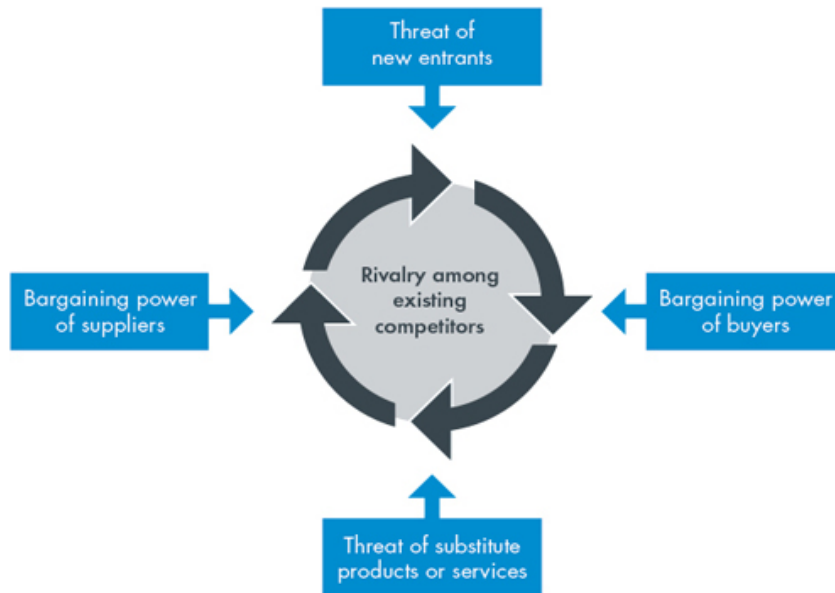 Threat of
new entrants
Bargaining power
of suppliers
Rivalry among
existing
competitors
Bargaining power
of buyers
Threat of substitute
products or services